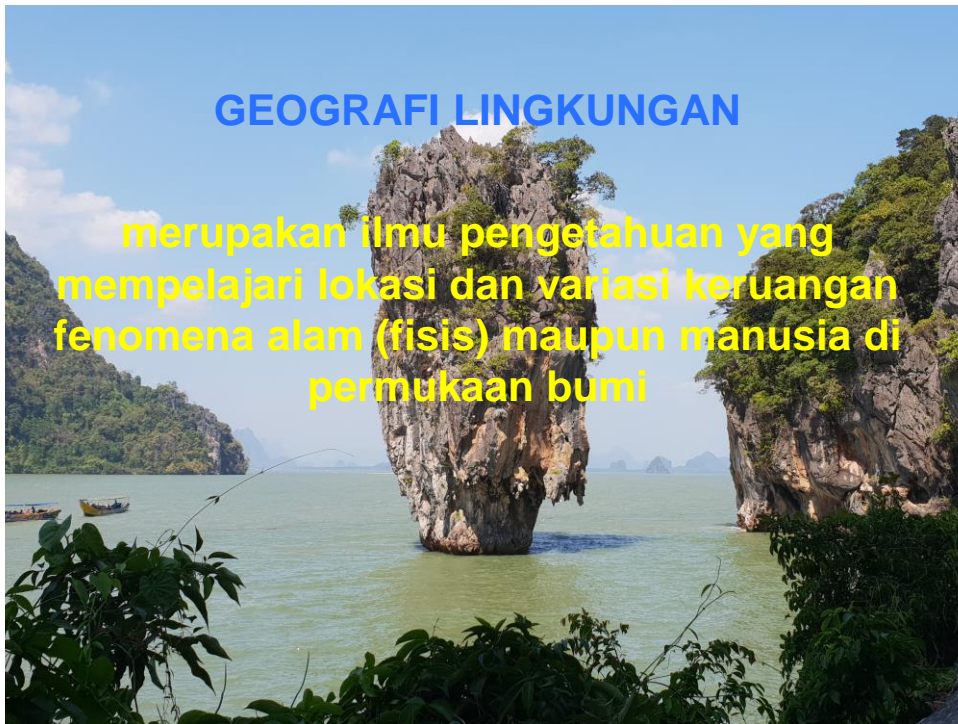 GEOGRAFI LINGKUNGAN
merupakan ilmu pengetahuan yang
mempelajari lokasi dan variasi keruangan
fenomena alam (fisis) maupun manusia di
permukaan bumi